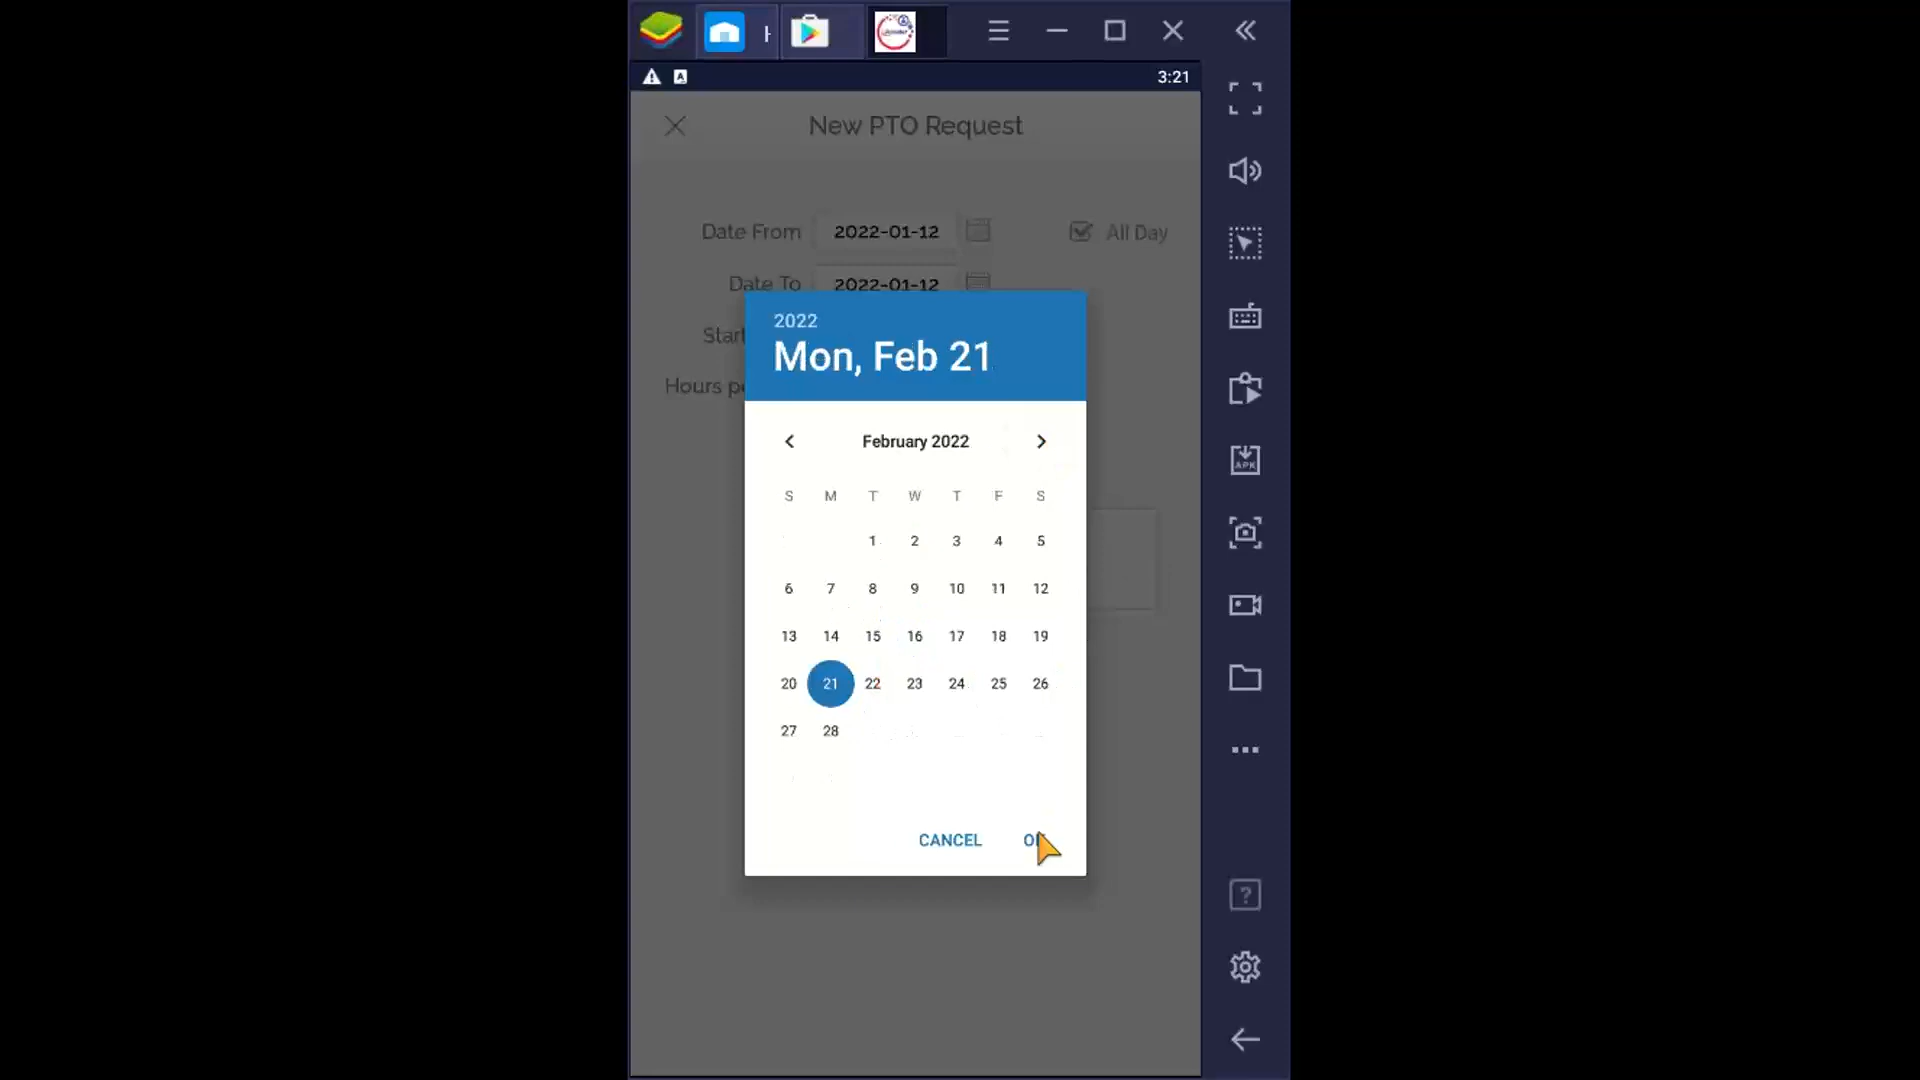 3:21
New PTO Request
Date From 2022-01-12 All Day
Date To 2022-01-12
2022
Mon, Feb 21
February 2022
S M T W T F S
1 2 3 4 5
6 7 8 9 10 11 12
13 14 15 16 17 18 19
20 21 22 23 24 25 26
27 28
CANCEL
APK